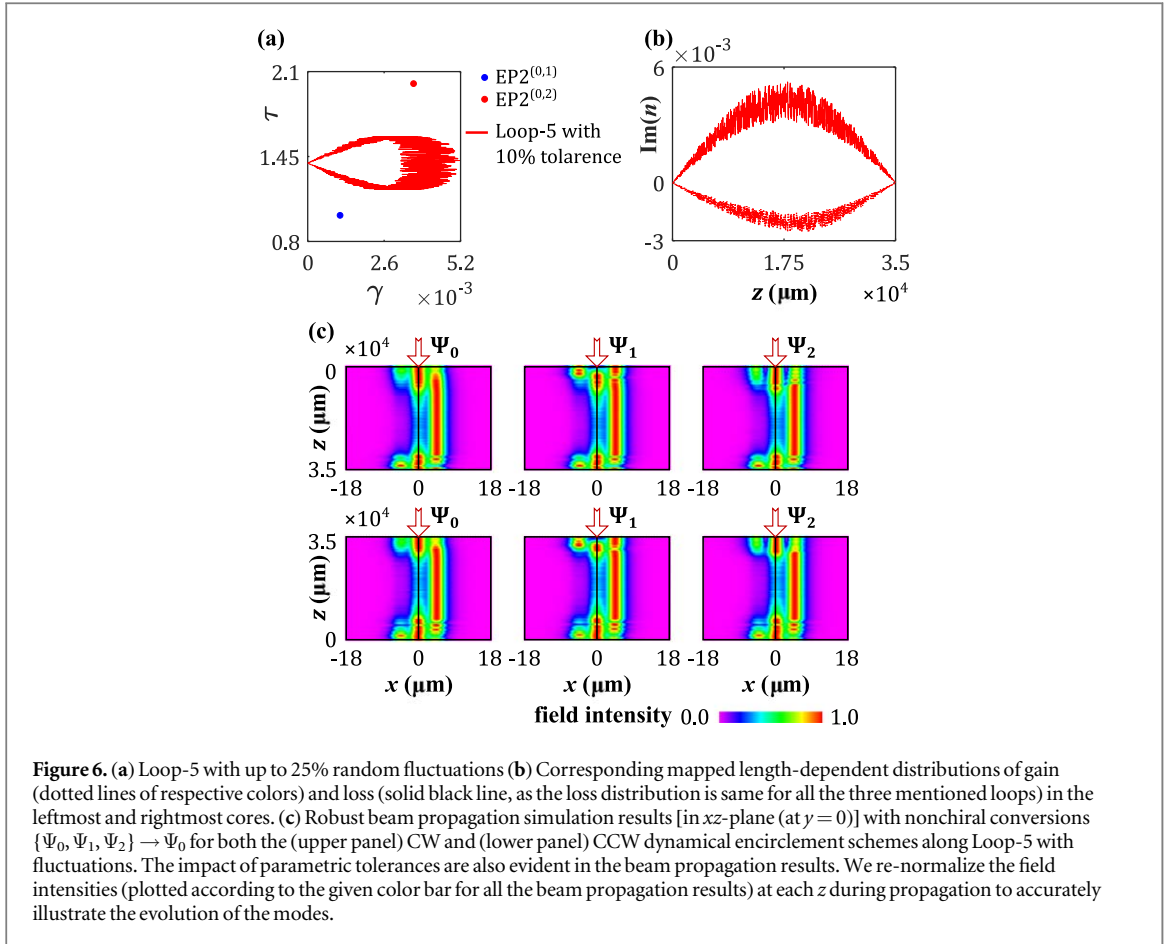 (a)
2.1
τ
1.45
0.8
0
2.6
5.2
γ
×10⁻³
EP2⁽⁰,¹⁾
EP2⁽⁰,²⁾
Loop-5 with
10% tolarence
(b)
×10⁻³
6
Im(n)
0
-3
0
1.75
3.5
z (µm)
×10⁴
(c)
×10⁴
Ψ₀
Ψ₁
Ψ₂
0
z (µm)
3.5
-18 0 18
-18 0 18
-18 0 18
×10⁴
Ψ₀
Ψ₁
Ψ₂
3.5
z (µm)
0
-18 0 18
-18 0 18
-18 0 18
x (µm)
x (µm)
x (µm)
field intensity 0.0 1.0
Figure 6. (a) Loop-5 with up to 25% random fluctuations (b) Corresponding mapped length-dependent distributions of gain
(dotted lines of respective colors) and loss (solid black line, as the loss distribution is same for all the three mentioned loops) in the
leftmost and rightmost cores. (c) Robust beam propagation simulation results [in xz-plane (at y = 0)] with nonchiral conversions
{Ψ₀, Ψ₁, Ψ₂} → Ψ₀ for both the (upper panel) CW and (lower panel) CCW dynamical encirclement schemes along Loop-5 with
fluctuations. The impact of parametric tolerances are also evident in the beam propagation results. We re-normalize the field
intensities (plotted according to the given color bar for all the beam propagation results) at each z during propagation to accurately
illustrate the evolution of the modes.